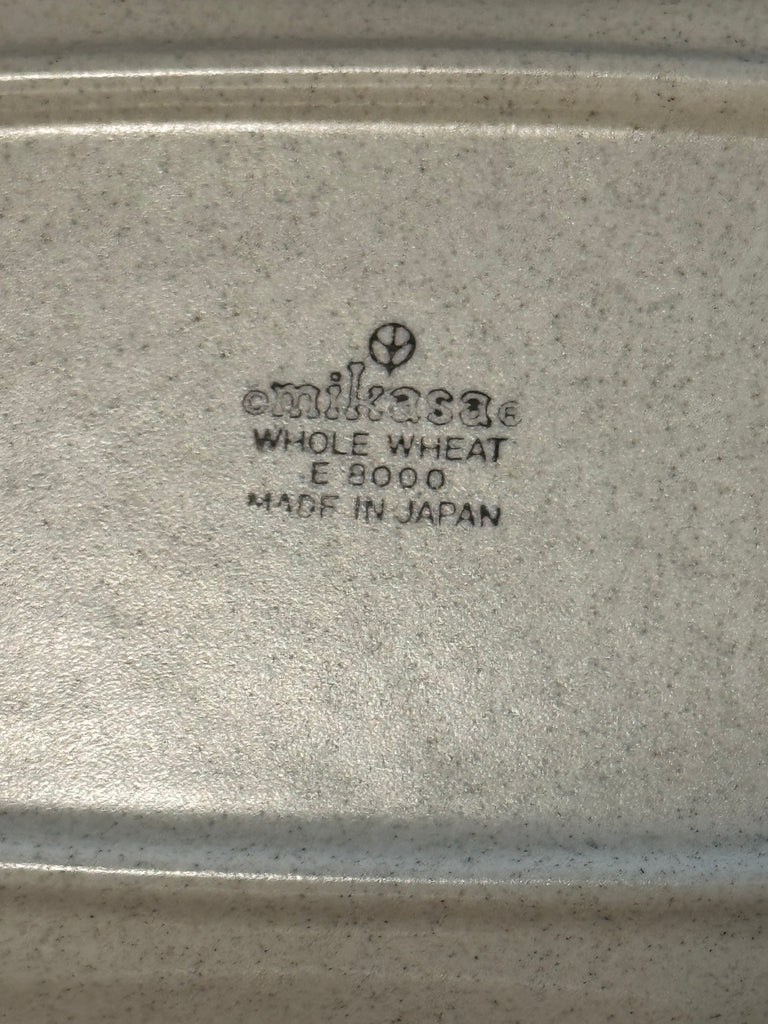 ©mikasa®
WHOLE WHEAT
E 8000
MADE IN JAPAN